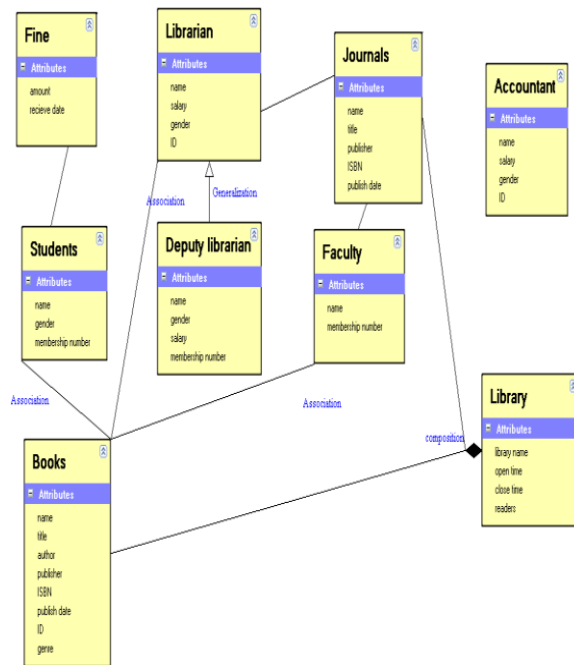 Fine
Attributes
amount
recieve date
Librarian
Attributes
name
salary
gender
ID
Journals
Attributes
name
title
publisher
ISBN
publish date
Accountant
Attributes
name
salary
gender
ID
Association
Generalization
Students
Attributes
name
gender
membership number
Deputy librarian
Attributes
name
gender
salary
membership number
Faculty
Attributes
name
membership number
Association
Association
composition
Library
Attributes
library name
open time
close time
readers
Books
Attributes
name
title
author
publisher
ISBN
publish date
ID
genre